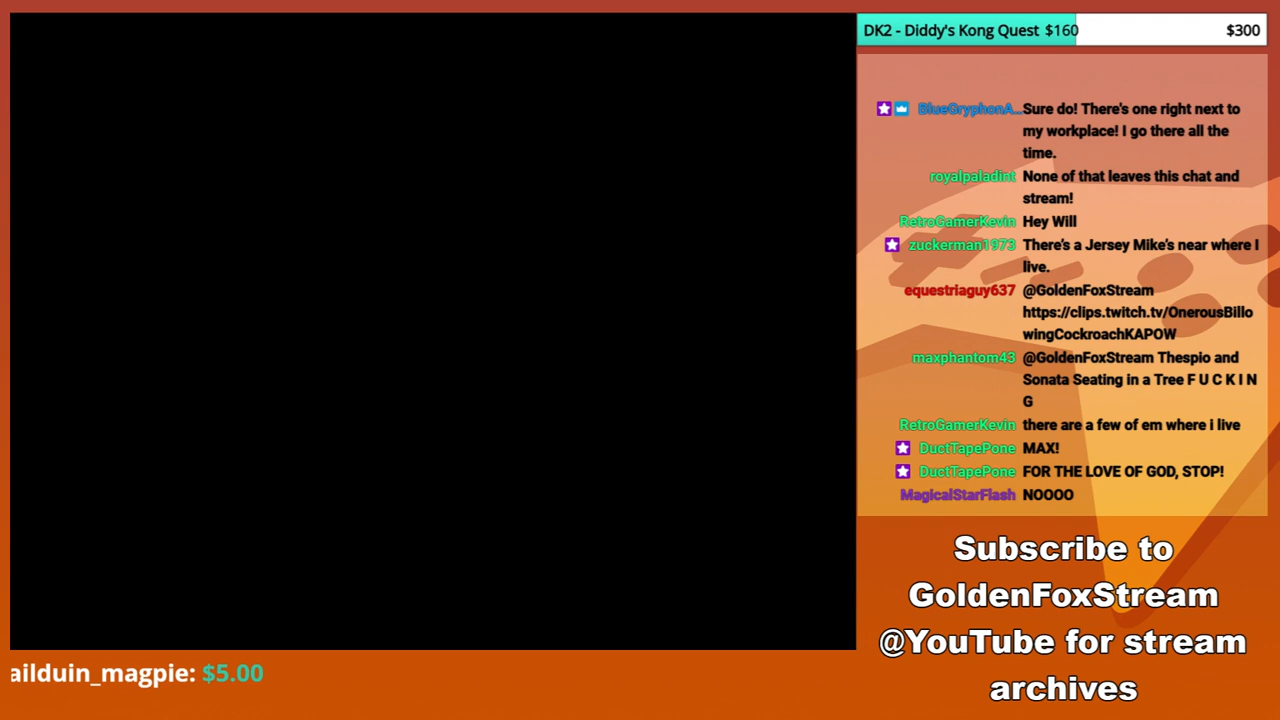 DK2 - Diddy's Kong Quest $160 $300
BlueGryphonA... Sure do! There's one right next to
my workplace! I go there all the
time.
royalpaladint None of that leaves this chat and
stream!
RetroGamerKevin Hey Will
zuckerman1973 There's a Jersey Mike's near where I
live.
equestriaguy637 @GoldenFoxStream
https://clips.twitch.tv/OnerousBillo
wingCockroachKAPOW
maxphantom43 @GoldenFoxStream Thespio and
Sonata Seating in a Tree F U C K I N
G
RetroGamerKevin there are a few of em where i live
DuctTapePone MAX!
DuctTapePone FOR THE LOVE OF GOD, STOP!
MagicalStarFlash NOOOO
Subscribe to
GoldenFoxStream
@YouTube for stream
archives
ailduin_magpie: $5.00